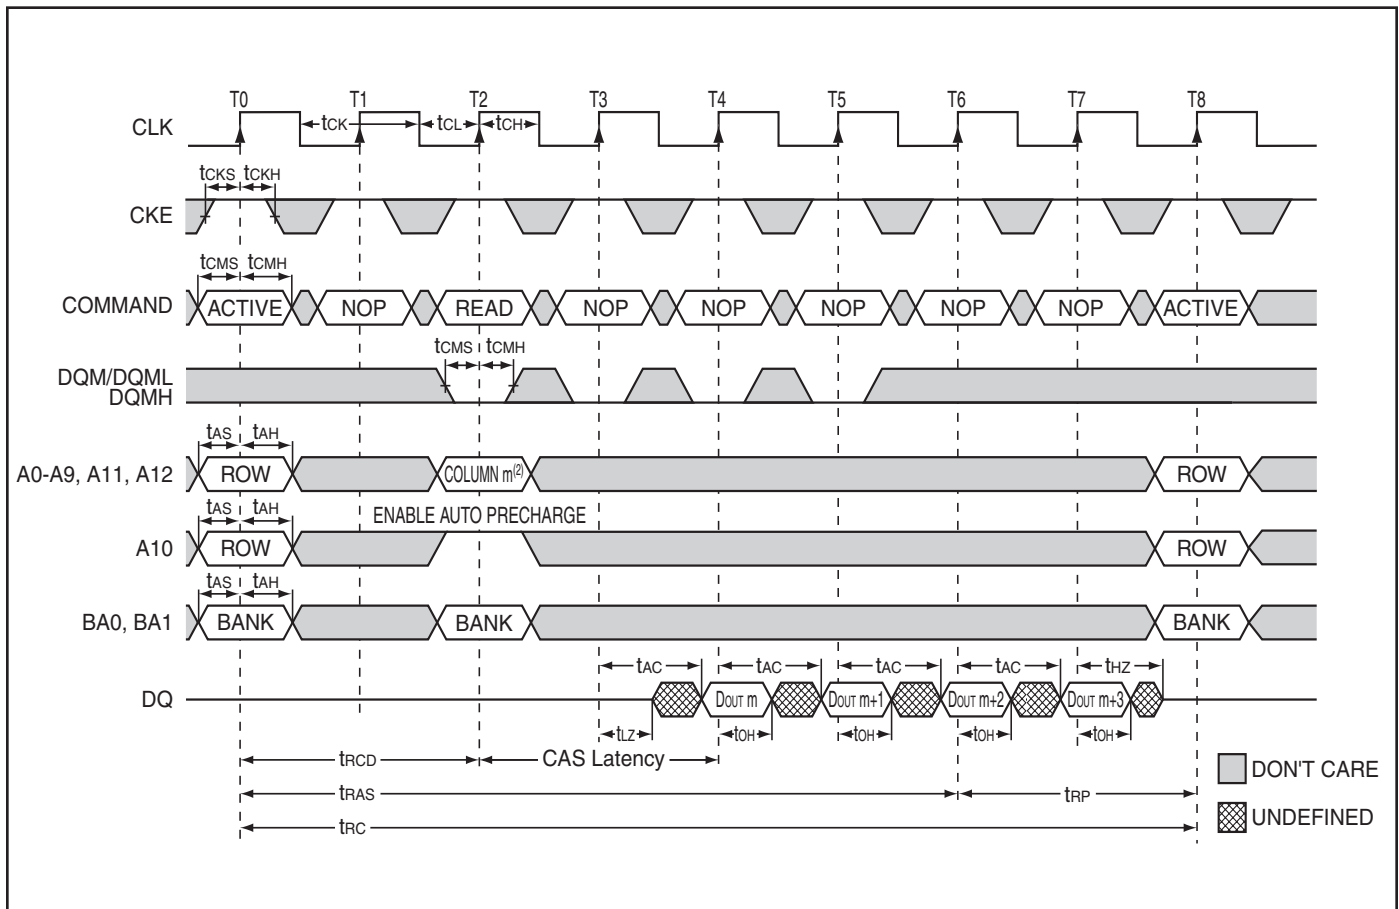 T0 T1 T2 T3 T4 T5 T6 T7 T8
CLK tCK tCL tCH
tCKS tCKH
CKE
tCMS tCMH
COMMAND ACTIVE NOP READ NOP NOP NOP NOP NOP ACTIVE
tCMS tCMH
DQM/DQML
DQMH
tAS tAH
A0-A9, A11, A12 ROW COLUMN m(2) ROW
tAS tAH ENABLE AUTO PRECHARGE
A10 ROW ROW
tAS tAH
BA0, BA1 BANK BANK BANK
tAC tAC tAC tAC tHZ
DQ DOUT m DOUT m+1 DOUT m+2 DOUT m+3
tLZ tOH tOH tOH tOH
tRCD CAS Latency
DON'T CARE
tRAS tRP
UNDEFINED
tRC